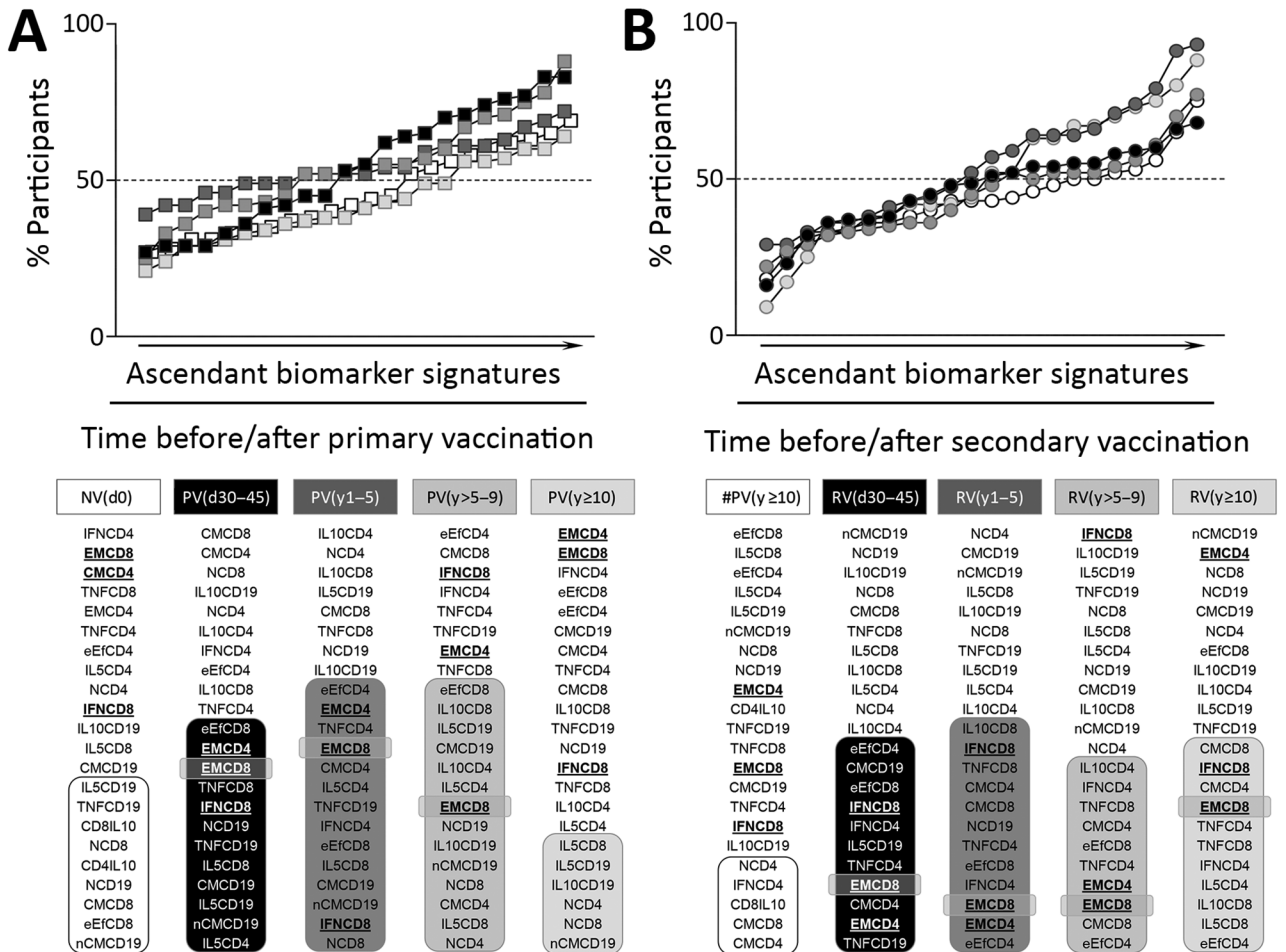 A
100
50
0
% Participants
Ascendant biomarker signatures
Time before/after primary vaccination
NV(d0) PV(d30–45) PV(y1–5) PV(y>5–9) PV(y≥10)
IFNCD4 CMCD8 IL10CD4 eEfCD4 EMCD4
EMCD8 CMCD4 NCD4 CMCD8 EMCD8
CMCD4 NCD8 IL10CD8 IFNCD8 IFNCD4
TNFCD8 IL10CD19 IL5CD19 IFNCD4 eEfCD8
EMCD4 NCD4 CMCD8 TNFCD4 eEfCD4
TNFCD4 IL10CD4 TNFCD8 TNFCD19 CMCD19
eEfCD4 IFNCD4 NCD19 EMCD4 CMCD4
IL5CD4 eEfCD4 IL10CD19 TNFCD8 TNFCD4
NCD4 IL10CD8 eEfCD4 eEfCD8 CMCD8
IFNCD8 TNFCD4 EMCD4 IL10CD8 IL10CD8
IL10CD19 eEfCD8 TNFCD4 IL5CD19 TNFCD19
IL5CD8 EMCD4 EMCD8 CMCD19 NCD19
CMCD19 EMCD8 CMCD4 IL10CD4 IFNCD8
IL5CD19 TNFCD8 IL5CD4 IL5CD4 TNFCD8
TNFCD19 IFNCD8 TNFCD19 EMCD8 IL10CD4
CD8IL10 NCD19 IFNCD4 NCD19 IL5CD4
NCD8 TNFCD19 eEfCD8 IL10CD19 IL5CD8
CD4IL10 IL5CD8 IL5CD8 nCMCD19 IL5CD19
NCD19 CMCD19 CMCD19 NCD8 IL10CD19
CMCD8 IL5CD19 nCMCD19 CMCD4 NCD4
eEfCD8 nCMCD19 IFNCD8 IL5CD8 NCD8
nCMCD19 IL5CD4 NCD8 NCD4 nCMCD19
B
100
50
0
% Participants
Ascendant biomarker signatures
Time before/after secondary vaccination
#PV(y ≥10) RV(d30–45) RV(y1–5) RV(y>5–9) RV(y≥10)
eEfCD8 nCMCD19 NCD4 IFNCD8 nCMCD19
IL5CD8 NCD19 CMCD19 IL10CD19 EMCD4
eEfCD4 IL10CD19 nCMCD19 IL5CD19 NCD8
IL5CD4 NCD8 IL5CD8 TNFCD19 NCD19
IL5CD19 CMCD8 IL10CD19 NCD8 CMCD19
nCMCD19 TNFCD8 NCD8 IL5CD8 NCD4
NCD8 IL5CD8 TNFCD19 IL5CD4 eEfCD8
NCD19 IL10CD8 IL5CD19 NCD19 IL10CD19
EMCD4 IL5CD4 IL5CD4 CMCD19 IL10CD4
CD4IL10 NCD4 IL10CD4 IL10CD8 IL5CD19
TNFCD19 IL10CD4 IL10CD8 nCMCD19 TNFCD19
TNFCD8 eEfCD4 IFNCD8 NCD4 CMCD8
EMCD8 CMCD19 TNFCD8 IL10CD4 IFNCD8
CMCD19 eEfCD8 CMCD4 IFNCD4 CMCD4
TNFCD4 IFNCD8 CMCD8 TNFCD8 EMCD8
IFNCD8 IFNCD4 NCD19 CMCD4 TNFCD4
IL10CD19 IL5CD19 TNFCD4 eEfCD8 TNFCD8
NCD4 TNFCD4 eEfCD8 TNFCD4 IFNCD4
IFNCD4 EMCD8 IFNCD4 EMCD4 IL5CD4
CD8IL10 CMCD4 EMCD8 EMCD8 IL10CD8
CMCD8 EMCD4 EMCD4 CMCD8 IL5CD8
CMCD4 TNFCD19 eEfCD4 eEfCD4 eEfCD4